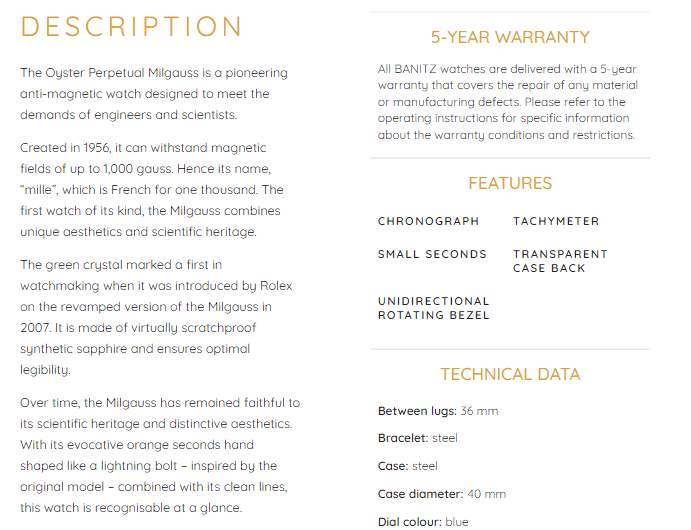 DESCRIPTION
The Oyster Perpetual Milgauss is a pioneering
anti-magnetic watch designed to meet the
demands of engineers and scientists.
Created in 1956, it can withstand magnetic
fields of up to 1,000 gauss. Hence its name,
“mille”, which is French for one thousand. The
first watch of its kind, the Milgauss combines
unique aesthetics and scientific heritage.
The green crystal marked a first in
watchmaking when it was introduced by Rolex
on the revamped version of the Milgauss in
2007. It is made of virtually scratchproof
synthetic sapphire and ensures optimal
legibility.
Over time, the Milgauss has remained faithful to
its scientific heritage and distinctive aesthetics.
With its evocative orange seconds hand
shaped like a lightning bolt – inspired by the
original model – combined with its clean lines,
this watch is recognisable at a glance.
5-YEAR WARRANTY
All BANITZ watches are delivered with a 5-year
warranty that covers the repair of any material
or manufacturing defects. Please refer to the
operating instructions for specific information
about the warranty conditions and restrictions.
FEATURES
CHRONOGRAPH
TACHYMETER
SMALL SECONDS
TRANSPARENT
CASE BACK
UNIDIRECTIONAL
ROTATING BEZEL
TECHNICAL DATA
Between lugs: 36 mm
Bracelet: steel
Case: steel
Case diameter: 40 mm
Dial colour: blue